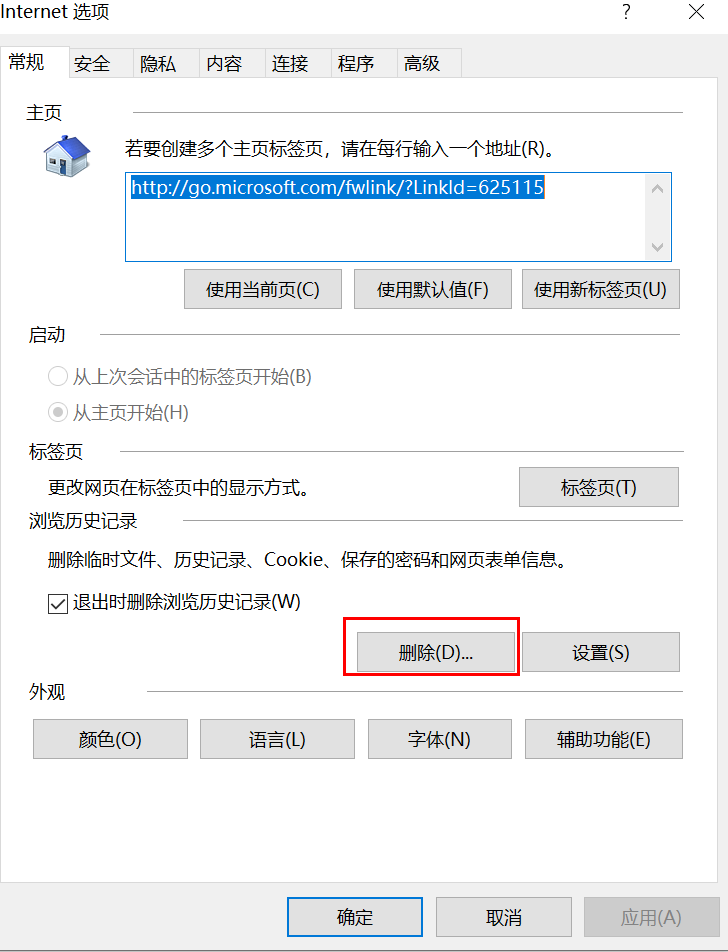 Internet 选项
常规 安全 隐私 内容 连接 程序 高级
主页
若要创建多个主页标签页，请在每行输入一个地址(R)。
http://go.microsoft.com/fwlink/?LinkId=625115
使用当前页(C) 使用默认值(F) 使用新标签页(U)
启动
从上次会话中的标签页开始(B)
从主页开始(H)
标签页
更改网页在标签页中的显示方式。 标签页(T)
浏览历史记录
删除临时文件、历史记录、Cookie、保存的密码和网页表单信息。
退出时删除浏览历史记录(W)
删除(D)... 设置(S)
外观
颜色(O) 语言(L) 字体(N) 辅助功能(E)
确定 取消 应用(A)